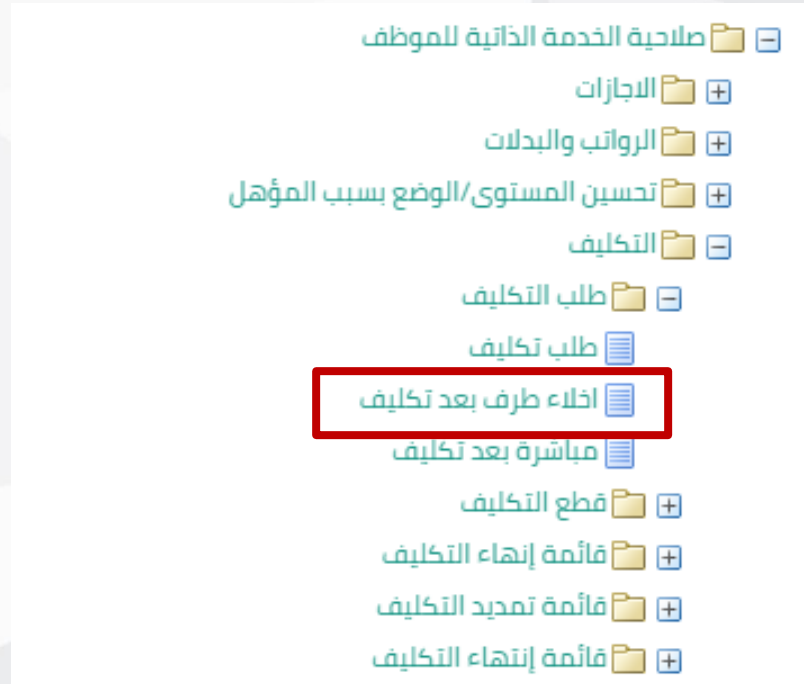 صلاحية الخدمة الذاتية للموظف
الاجازات
الرواتب والبدلات
تحسين المستوى/الوضع بسبب المؤهل
التكليف
طلب التكليف
طلب تكليف
اخلاء طرف بعد تكليف
مباشرة بعد تكليف
قطع التكليف
قائمة إنهاء التكليف
قائمة تمديد التكليف
قائمة إنتهاء التكليف